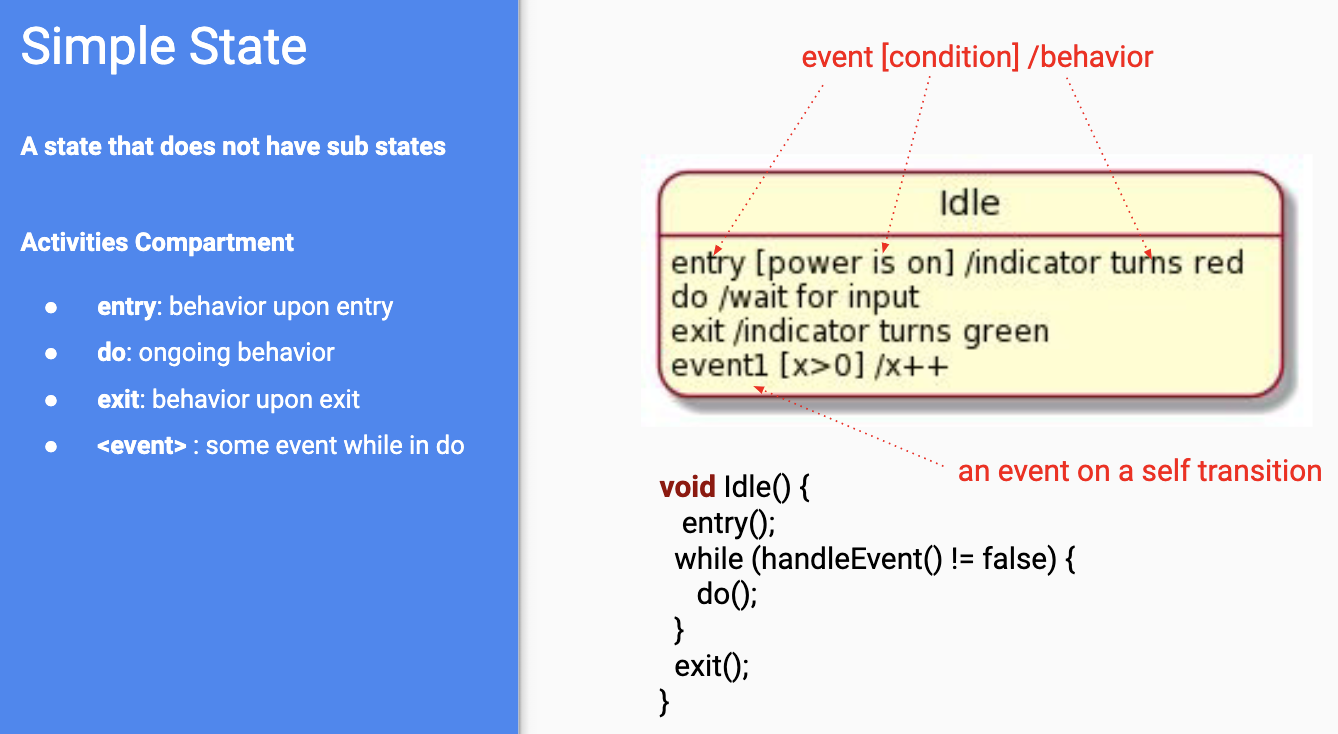 Simple State
A state that does not have sub states
Activities Compartment
● entry: behavior upon entry
● do: ongoing behavior
● exit: behavior upon exit
● <event> : some event while in do
event [condition] /behavior
Idle
entry [power is on] /indicator turns red
do /wait for input
exit /indicator turns green
event1 [x>0] /x++
an event on a self transition
void Idle() {
entry();
while (handleEvent() != false) {
do();
}
exit();
}